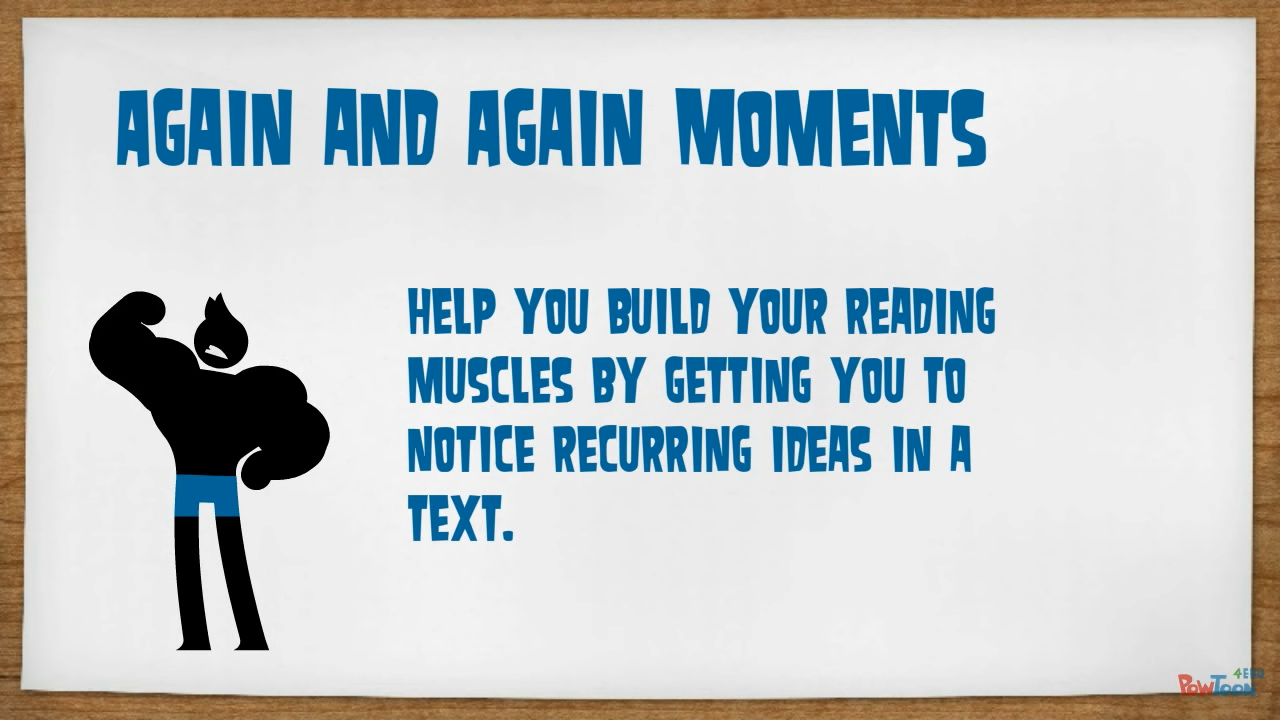 AGAIN AND AGAIN MOMENTS
HELP YOU BUILD YOUR READING
MUSCLES BY GETTING YOU TO
NOTICE RECURRING IDEAS IN A
TEXT.
4EDU
POWTOON